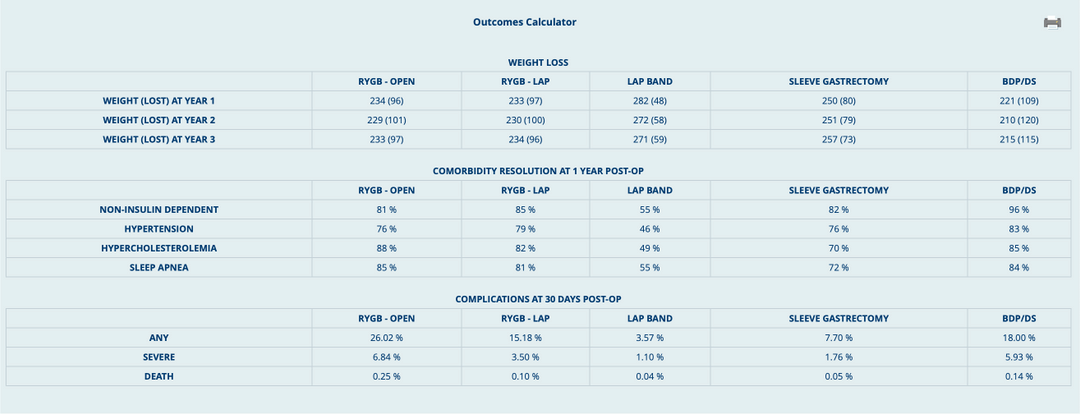 Outcomes Calculator
WEIGHT LOSS
RYGB - OPEN RYGB - LAP LAP BAND SLEEVE GASTRECTOMY BDP/DS
WEIGHT (LOST) AT YEAR 1 234 (96) 233 (97) 282 (48) 250 (80) 221 (109)
WEIGHT (LOST) AT YEAR 2 229 (101) 230 (100) 272 (58) 251 (79) 210 (120)
WEIGHT (LOST) AT YEAR 3 233 (97) 234 (96) 271 (59) 257 (73) 215 (115)
COMORBIDITY RESOLUTION AT 1 YEAR POST-OP
RYGB - OPEN RYGB - LAP LAP BAND SLEEVE GASTRECTOMY BDP/DS
NON-INSULIN DEPENDENT 81 % 85 % 55 % 82 % 96 %
HYPERTENSION 76 % 79 % 46 % 76 % 83 %
HYPERCHOLESTEROLEMIA 88 % 82 % 49 % 70 % 85 %
SLEEP APNEA 85 % 81 % 55 % 72 % 84 %
COMPLICATIONS AT 30 DAYS POST-OP
RYGB - OPEN RYGB - LAP LAP BAND SLEEVE GASTRECTOMY BDP/DS
ANY 26.02 % 15.18 % 3.57 % 7.70 % 18.00 %
SEVERE 6.84 % 3.50 % 1.10 % 1.76 % 5.93 %
DEATH 0.25 % 0.10 % 0.04 % 0.05 % 0.14 %